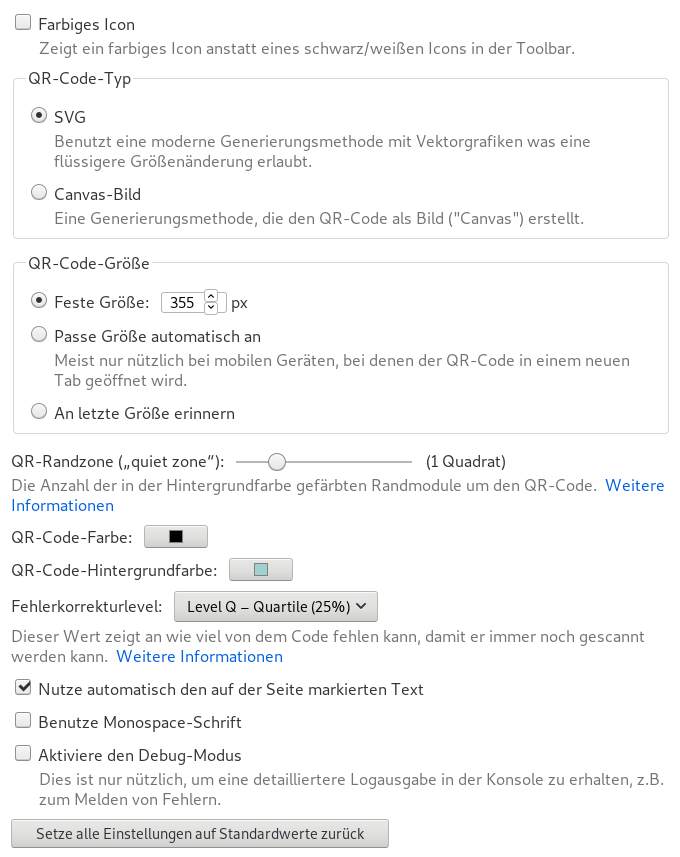 Farbiges Icon
Zeigt ein farbiges Icon anstatt eines schwarz/weißen Icons in der Toolbar.
QR-Code-Typ
SVG
Benutzt eine moderne Generierungsmethode mit Vektorgrafiken was eine
flüssigere Größenänderung erlaubt.
Canvas-Bild
Eine Generierungsmethode, die den QR-Code als Bild ("Canvas") erstellt.
QR-Code-Größe
Feste Größe: 355 px
Passe Größe automatisch an
Meist nur nützlich bei mobilen Geräten, bei denen der QR-Code in einem neuen
Tab geöffnet wird.
An letzte Größe erinnern
QR-Randzone („quiet zone“): (1 Quadrat)
Die Anzahl der in der Hintergrundfarbe gefärbten Randmodule um den QR-Code. Weitere
Informationen
QR-Code-Farbe:
QR-Code-Hintergrundfarbe:
Fehlerkorrekturlevel: Level Q – Quartile (25%)
Dieser Wert zeigt an wie viel von dem Code fehlen kann, damit er immer noch gescannt
werden kann. Weitere Informationen
Nutze automatisch den auf der Seite markierten Text
Benutze Monospace-Schrift
Aktiviere den Debug-Modus
Dies ist nur nützlich, um eine detailliertere Logausgabe in der Konsole zu erhalten, z.B.
zum Melden von Fehlern.
Setze alle Einstellungen auf Standardwerte zurück